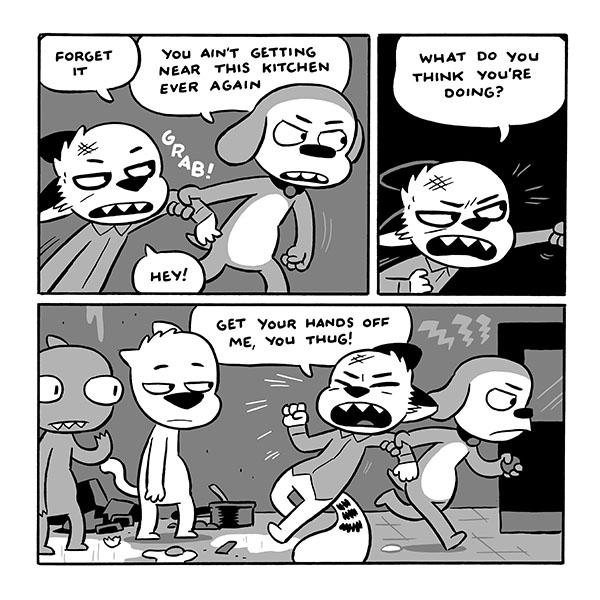 FORGET
IT
YOU AIN'T GETTING
NEAR THIS KITCHEN
EVER AGAIN
GRAB!
HEY!
WHAT DO YOU
THINK YOU'RE
DOING?
GET YOUR HANDS OFF
ME, YOU THUG!